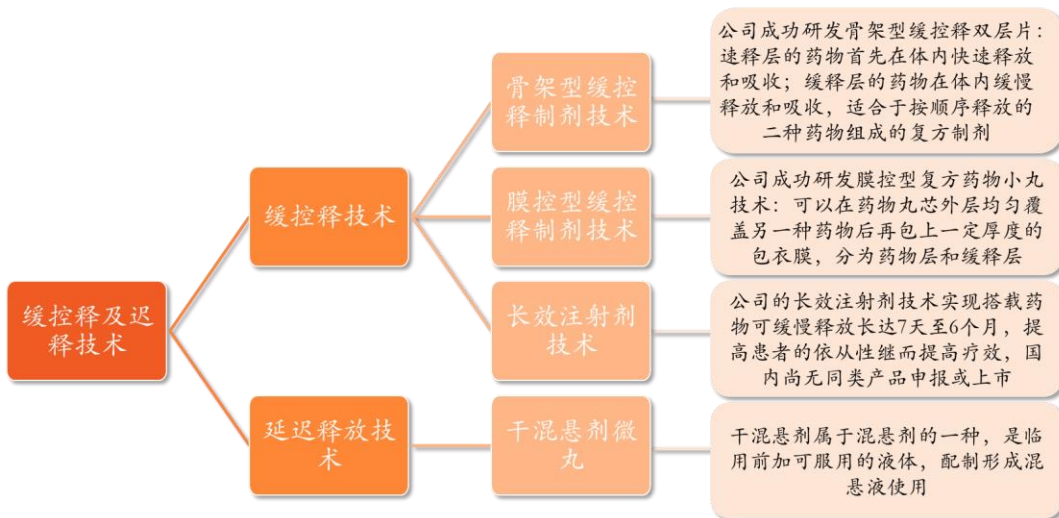 缓控释及迟
释技术
缓控释技术
延迟释放技
术
骨架型缓控
释制剂技术
膜控型缓控
释制剂技术
长效注射剂
技术
干混悬剂微
丸
公司成功研发骨架型缓控释双层片：
速释层的药物首先在体内快速释放
和吸收；缓释层的药物在体内缓慢
释放和吸收，适合于按顺序释放的
二种药物组成的复方制剂
公司成功研发膜控型复方药物小丸
技术：可以在药物丸芯外层均匀覆
盖另一种药物后再包上一定厚度的
包衣膜，分为药物层和缓释层
公司的长效注射剂技术实现搭载药
物可缓慢释放长达7天至6个月，提
高患者的依从性继而提高疗效，国
内尚无同类产品申报或上市
干混悬剂属于混悬剂的一种，是临
用前加可服用的液体，配制形成混
悬液使用